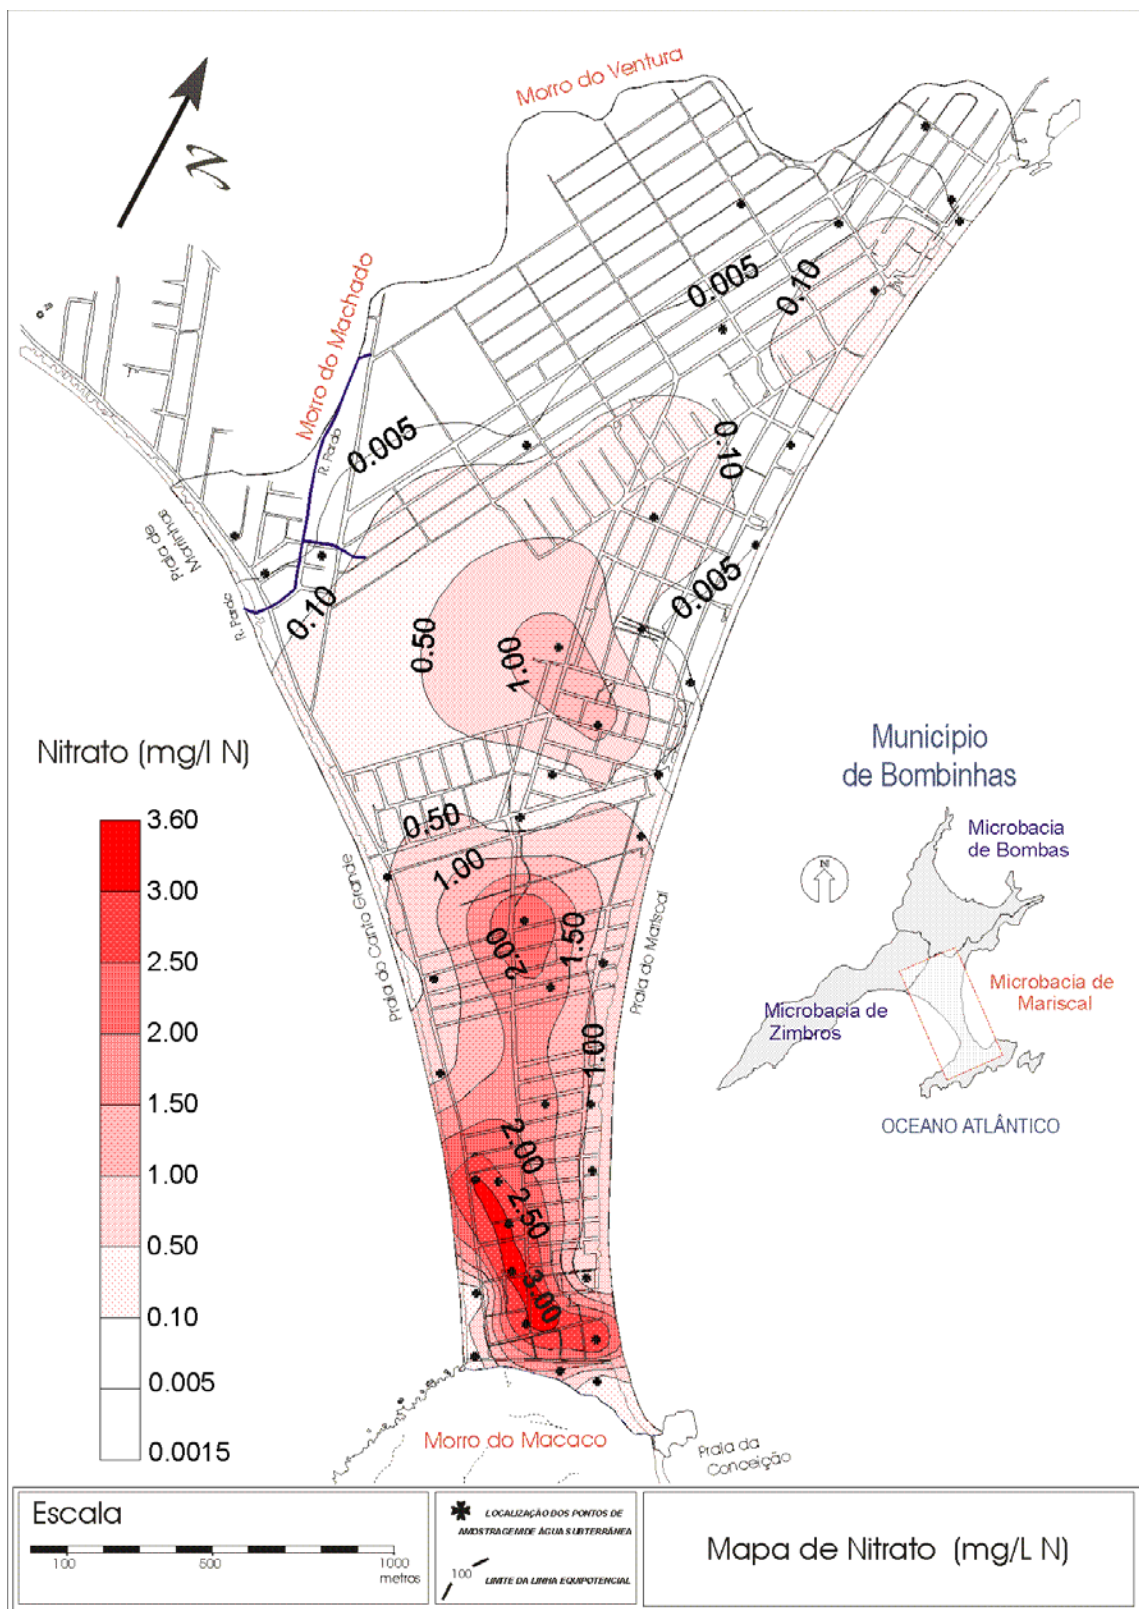 Morro do Ventura
N
Morro do Machado
0.005
0.10
0.005
0.10
R. Pardo
Praia de
Morrinhos
R. Pardo
0.10
0.005
0.50
1.00
Nitrato (mg/l N)
3.60
3.00
2.50
2.00
1.50
1.00
0.50
0.10
0.005
0.0015
0.50
1.00
Praia do Canto Grande
2.00
1.50
Praia do Mariscal
1.00
2.00
2.50
3.00
Município
de Bombinhas
Microbacia
de Bombas
N
Microbacia de
Mariscal
Microbacia de
Zimbros
OCEANO ATLÂNTICO
Morro do Macaco
Praia da
Conceição
Escala
100
500
1000
metros
LOCALIZAÇÃO DOS PONTOS DE
AMOSTRAGEM DE ÁGUA SUBTERRÂNEA
100
LIMITE DA LINHA EQUIPOTENCIAL
Mapa de Nitrato (mg/L N)